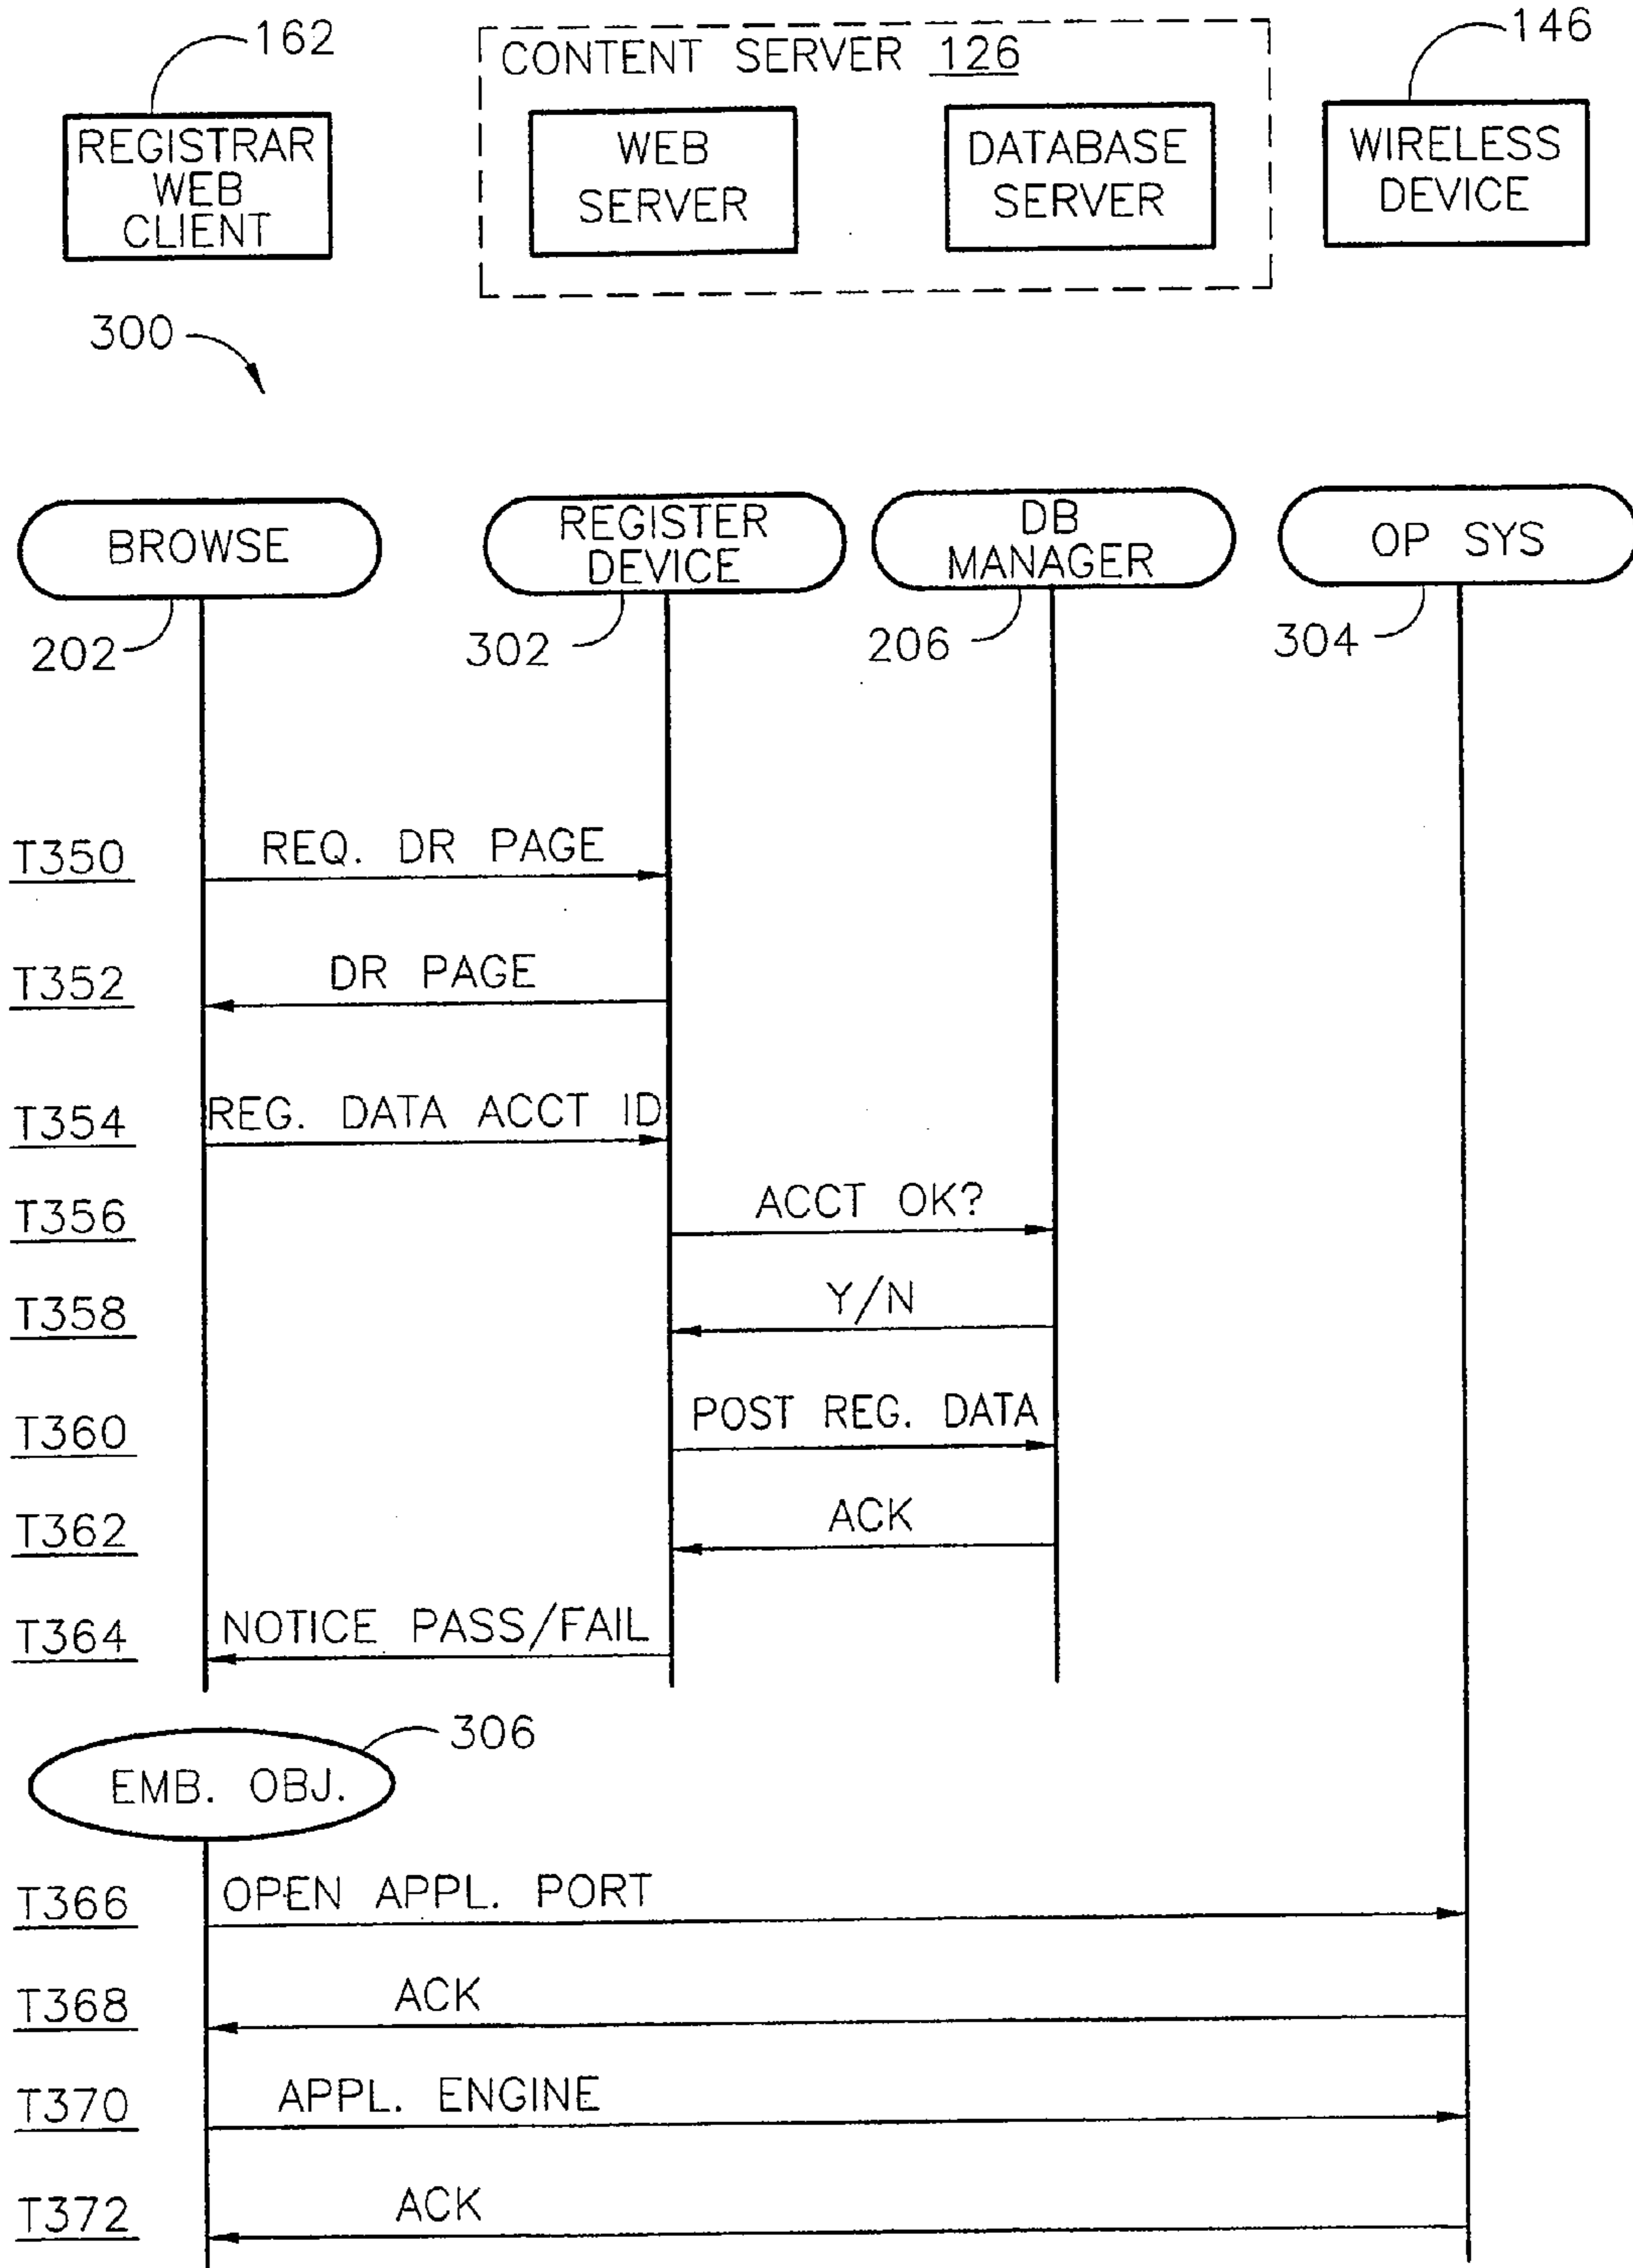 162
146
CONTENT SERVER 126
REGISTRAR
WEB
CLIENT
WEB
SERVER
DATABASE
SERVER
WIRELESS
DEVICE
300
BROWSE
REGISTER
DEVICE
DB
MANAGER
OP SYS
202
302
206
304
T350 REQ. DR PAGE
T352 DR PAGE
T354 REG. DATA ACCT ID
T356 ACCT OK?
T358 Y/N
T360 POST REG. DATA
T362 ACK
T364 NOTICE PASS/FAIL
306
EMB. OBJ.
T366 OPEN APPL. PORT
T368 ACK
T370 APPL. ENGINE
T372 ACK